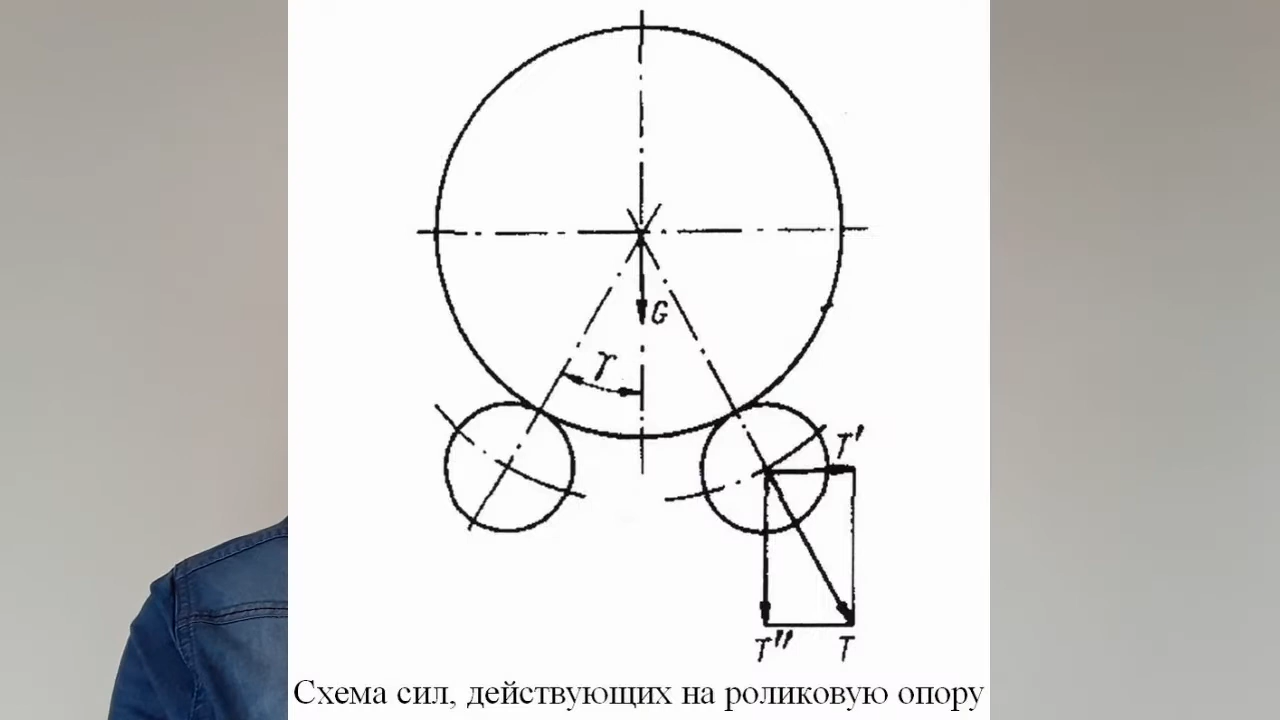 G
γ
T'
T"
T
Схема сил, действующих на роликовую опору